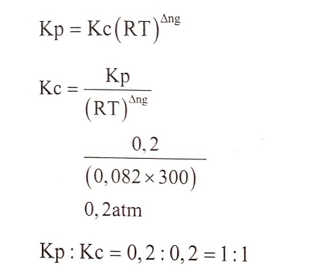 Kp = Kc(RT)^Δng
Kc = Kp / (RT)^Δng
0,2 / (0,082 × 300)
0,2atm
Kp : Kc = 0,2 : 0,2 = 1 : 1